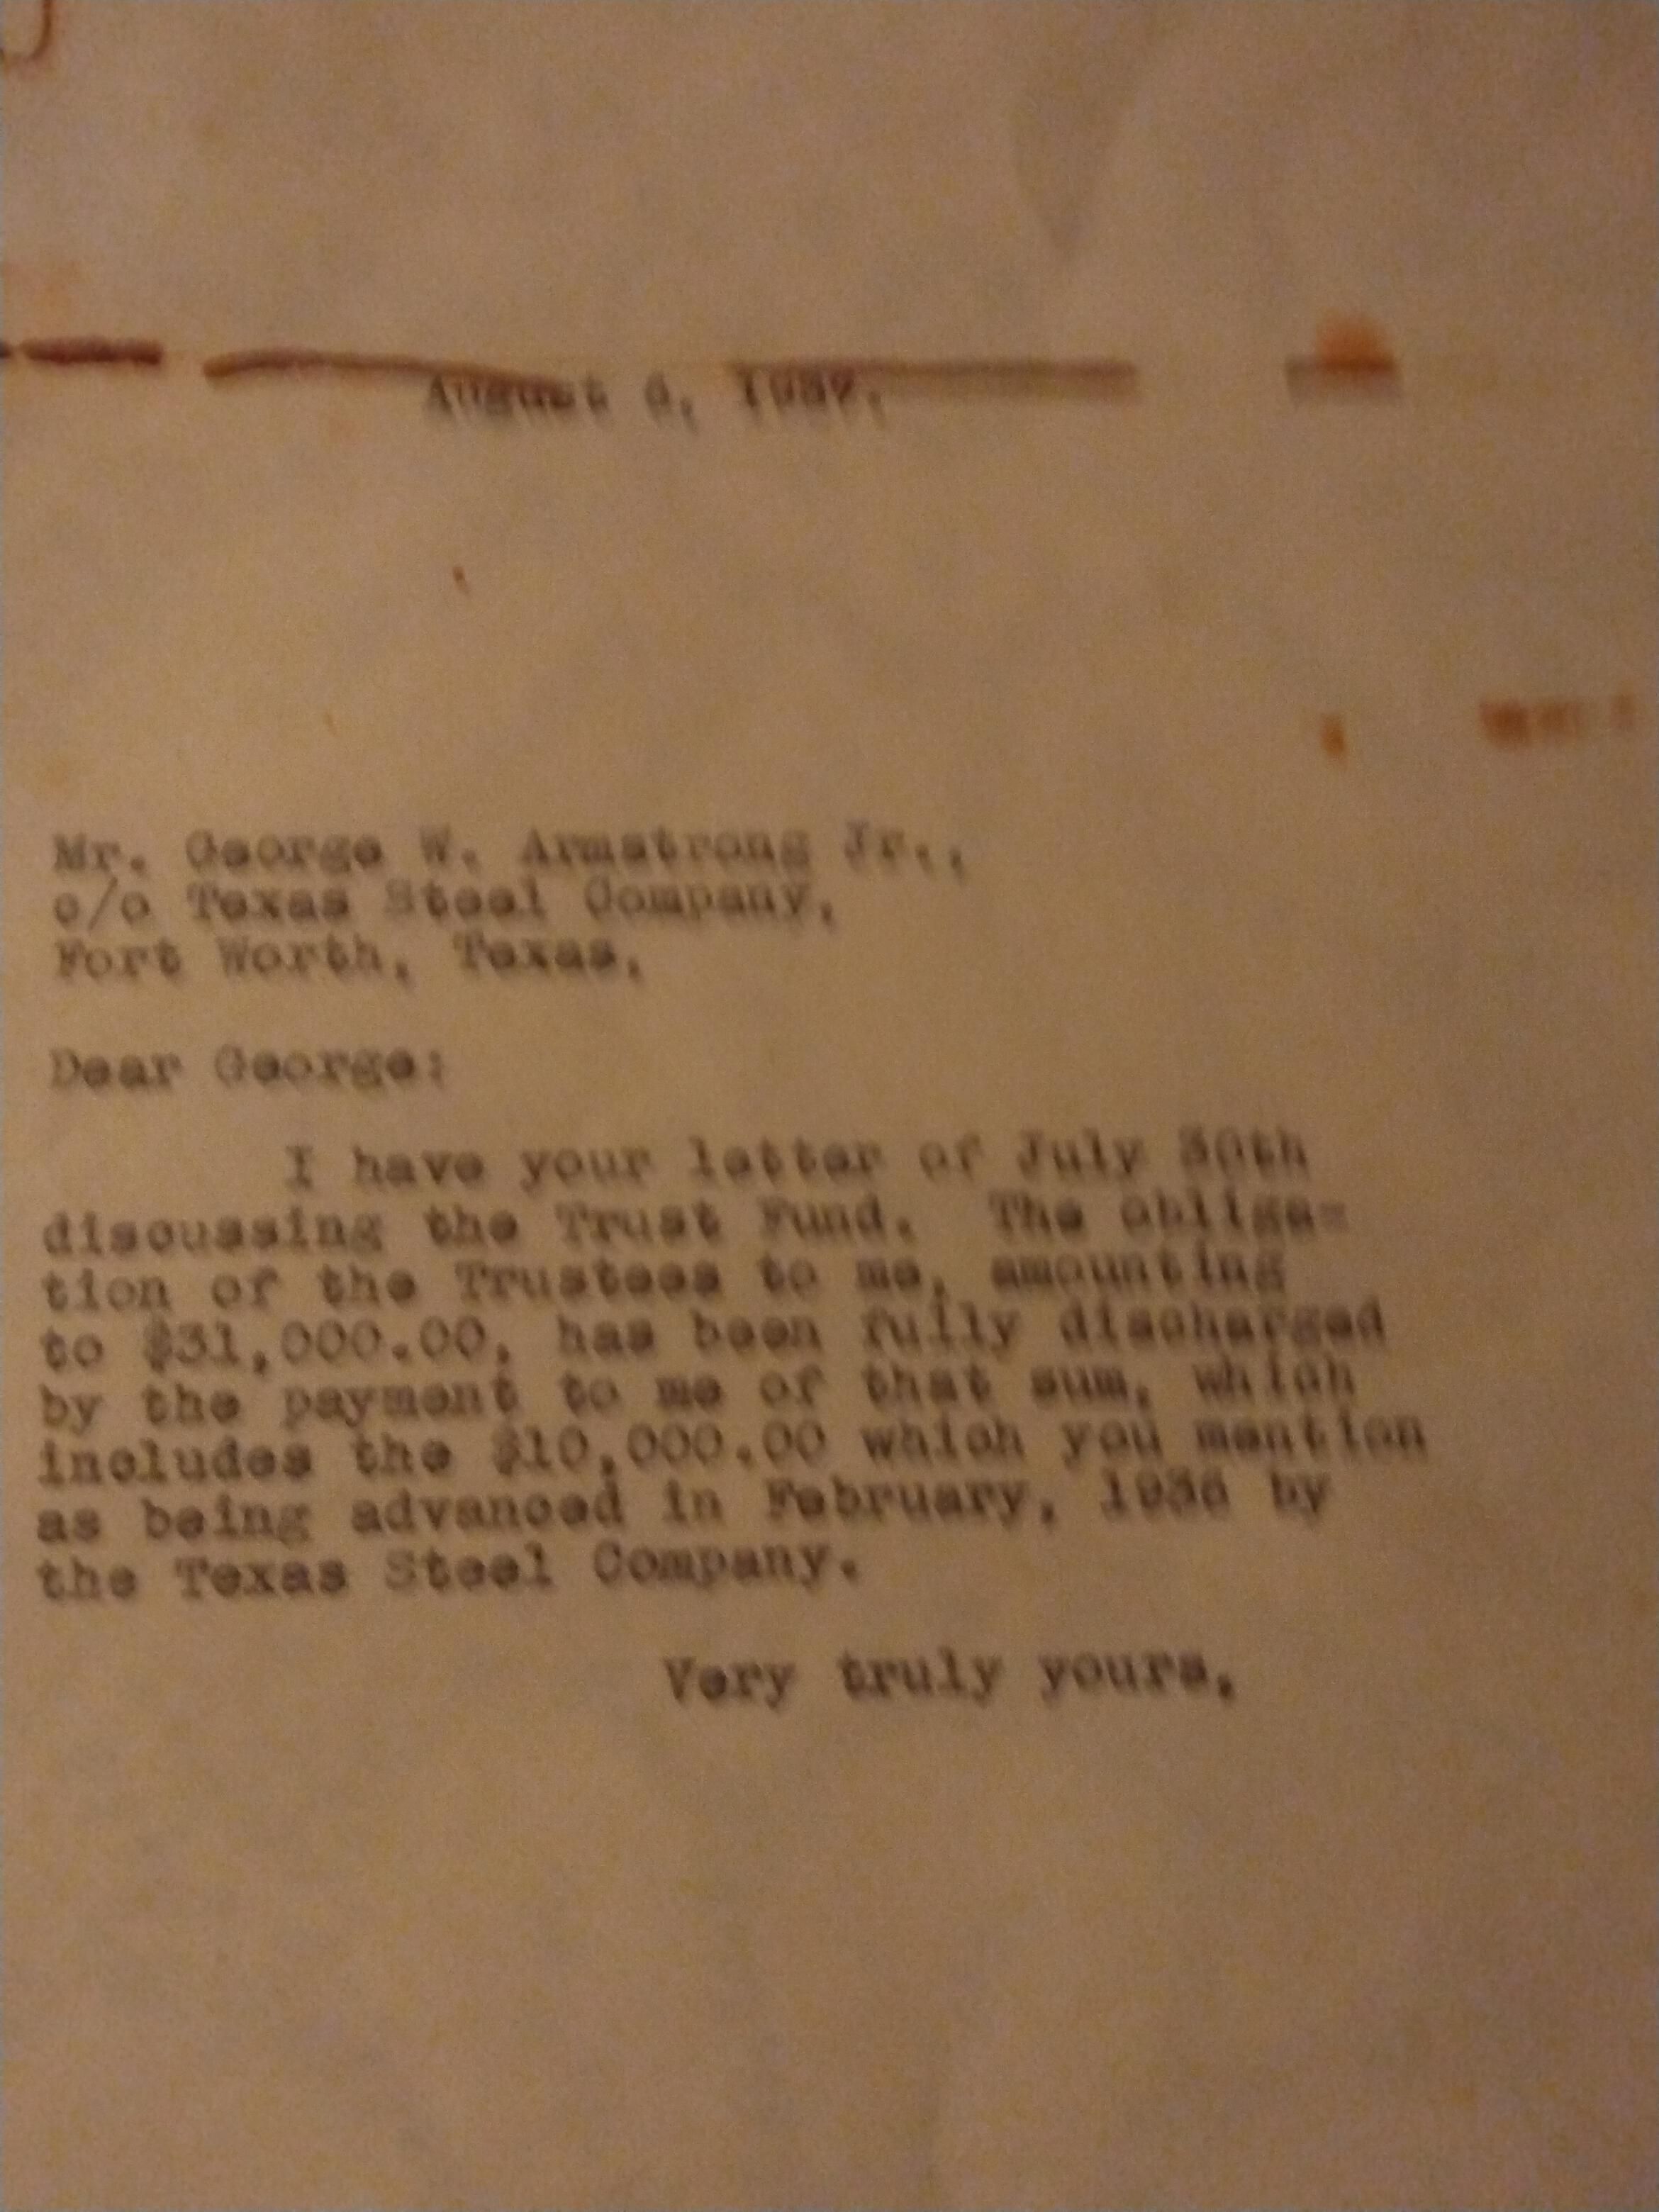 August 6, 1937.
Mr. George W. Armstrong Jr.,
c/o Texas Steel Company,
Fort Worth, Texas,
Dear George:
I have your letter of July 30th
discussing the Trust Fund. The obliga-
tion of the Trustees to me, amounting
to $31,000.00, has been fully discharged
by the payment to me of that sum, which
includes the $10,000.00 which you mention
as being advanced in February, 1936 by
the Texas Steel Company.
Very truly yours,